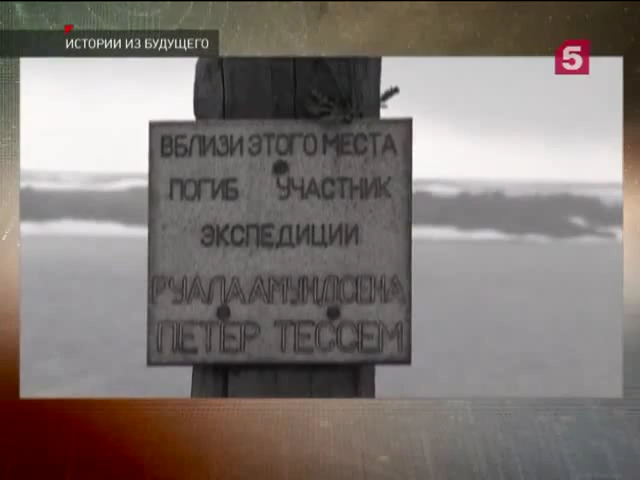 ИСТОРИИ ИЗ БУДУЩЕГО
5
ВБЛИЗИ ЭТОГО МЕСТА
ПОГИБ УЧАСТНИК
ЭКСПЕДИЦИИ
РУАЛА АМУНДСЕНА
ПЕТЕР ТЕССЕМ